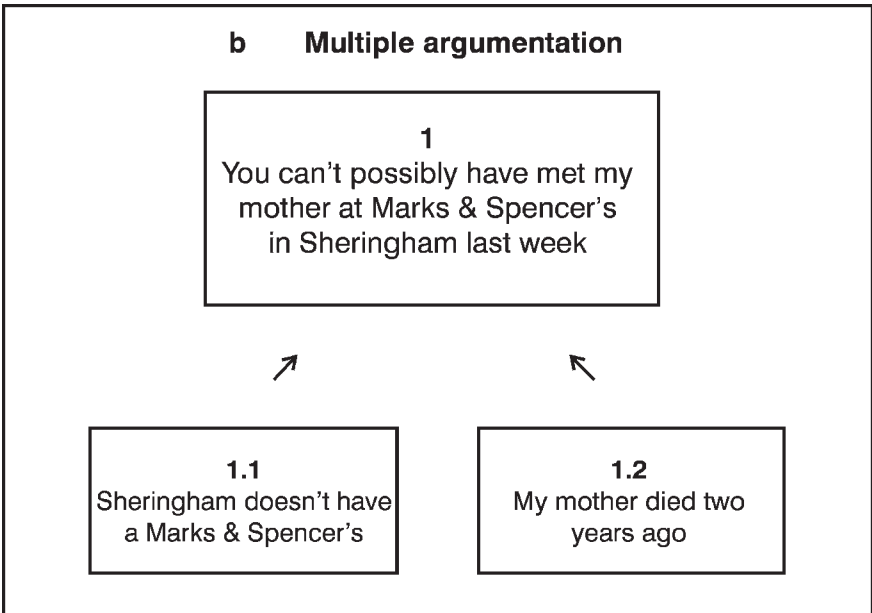 b Multiple argumentation
1
You can’t possibly have met my
mother at Marks & Spencer’s
in Sheringham last week
1.1
Sheringham doesn’t have
a Marks & Spencer’s
1.2
My mother died two
years ago